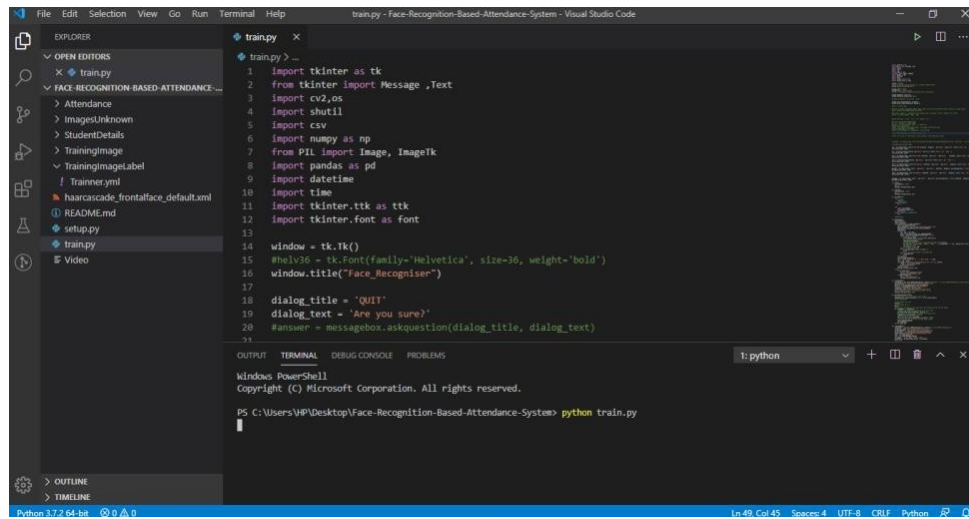 File Edit Selection View Go Run Terminal Help train.py - Face-Recognition-Based-Attendance-System - Visual Studio Code
EXPLORER
OPEN EDITORS
train.py
FACE-RECOGNITION-BASED-ATTENDANCE-...
Attendance
ImagesUnknown
StudentDetails
TrainingImage
TrainingImageLabel
! Trainner.yml
haarcascade_frontalface_default.xml
README.md
setup.py
train.py
Video
OUTLINE
TIMELINE
train.py
train.py > ...
1 import tkinter as tk
2 from tkinter import Message ,Text
3 import cv2,os
4 import shutil
5 import csv
6 import numpy as np
7 from PIL import Image, ImageTk
8 import pandas as pd
9 import datetime
10 import time
11 import tkinter.ttk as ttk
12 import tkinter.font as font
13
14 window = tk.Tk()
15 #helv36 = tk.Font(family='Helvetica', size=36, weight='bold')
16 window.title("Face_Recogniser")
17
18 dialog_title = 'QUIT'
19 dialog_text = 'Are you sure?'
20 #answer = messagebox.askquestion(dialog_title, dialog_text)
21
OUTPUT TERMINAL DEBUG CONSOLE PROBLEMS 1: python
Windows PowerShell
Copyright (C) Microsoft Corporation. All rights reserved.
PS C:\Users\HP\Desktop\Face-Recognition-Based-Attendance-System> python train.py
Python 3.7.2 64-bit 0 0 Ln 49, Col 45 Spaces: 4 UTF-8 CRLF Python